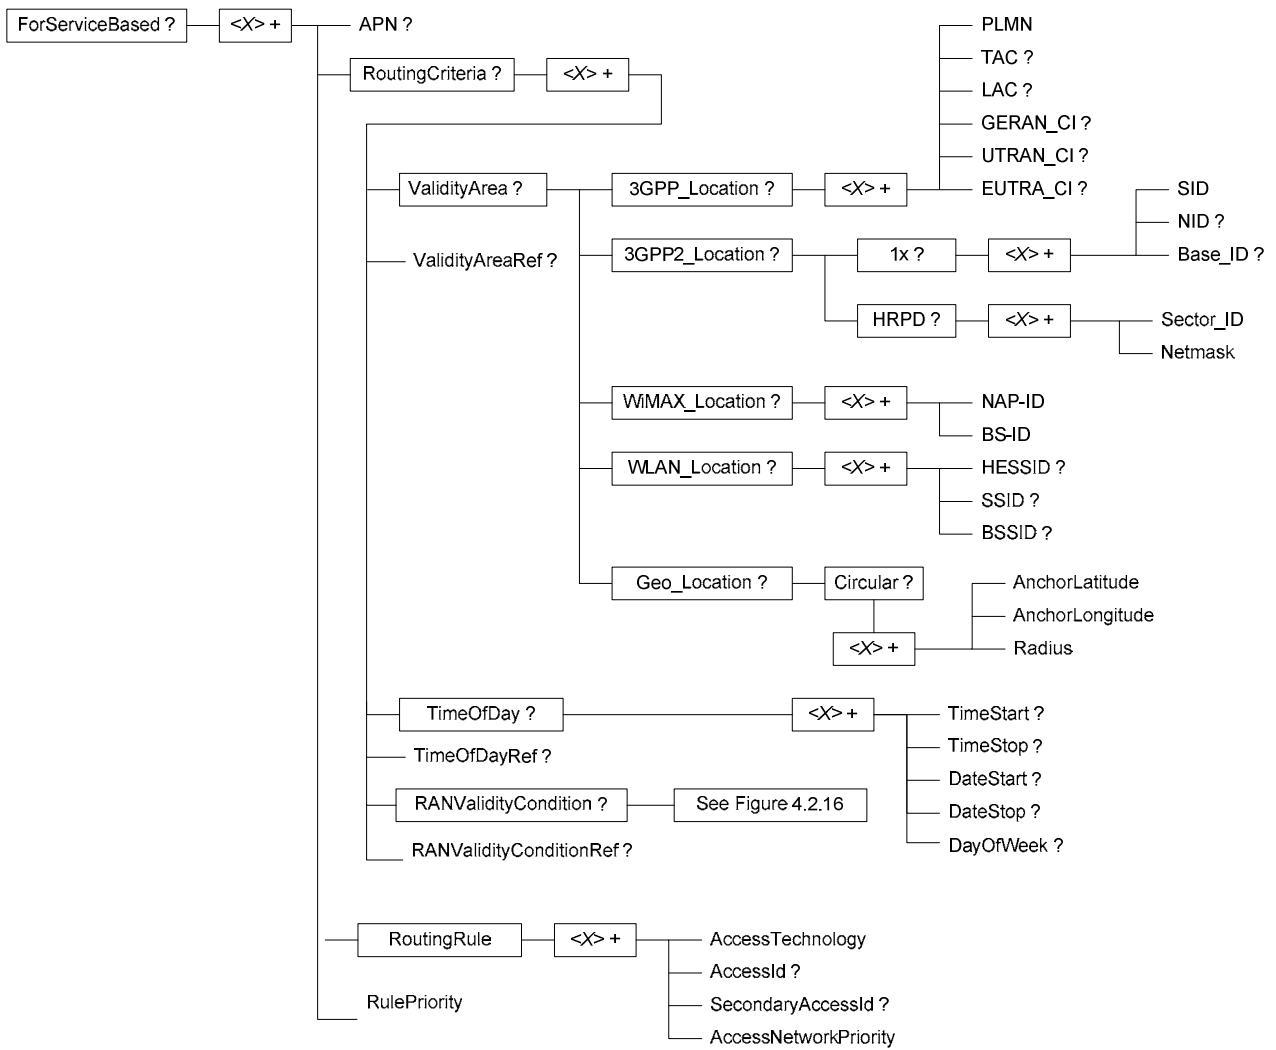 ForServiceBased ?
<X> +
APN ?
PLMN
TAC ?
RoutingCriteria ?
<X> +
LAC ?
GERAN_CI ?
UTRAN_CI ?
ValidityArea ?
3GPP_Location ?
<X> +
EUTRA_CI ?
SID
NID ?
ValidityAreaRef ?
3GPP2_Location ?
1x ?
<X> +
Base_ID ?
HRPD ?
<X> +
Sector_ID
Netmask
WiMAX_Location ?
<X> +
NAP-ID
BS-ID
WLAN_Location ?
<X> +
HESSID ?
SSID ?
BSSID ?
Geo_Location ?
Circular ?
AnchorLatitude
AnchorLongitude
<X> +
Radius
TimeOfDay ?
<X> +
TimeStart ?
TimeStop ?
TimeOfDayRef ?
DateStart ?
RANValidityCondition ?
See Figure 4.2.16
DateStop ?
DayOfWeek ?
RANValidityConditionRef ?
RoutingRule
<X> +
AccessTechnology
AccessId ?
RulePriority
SecondaryAccessId ?
AccessNetworkPriority